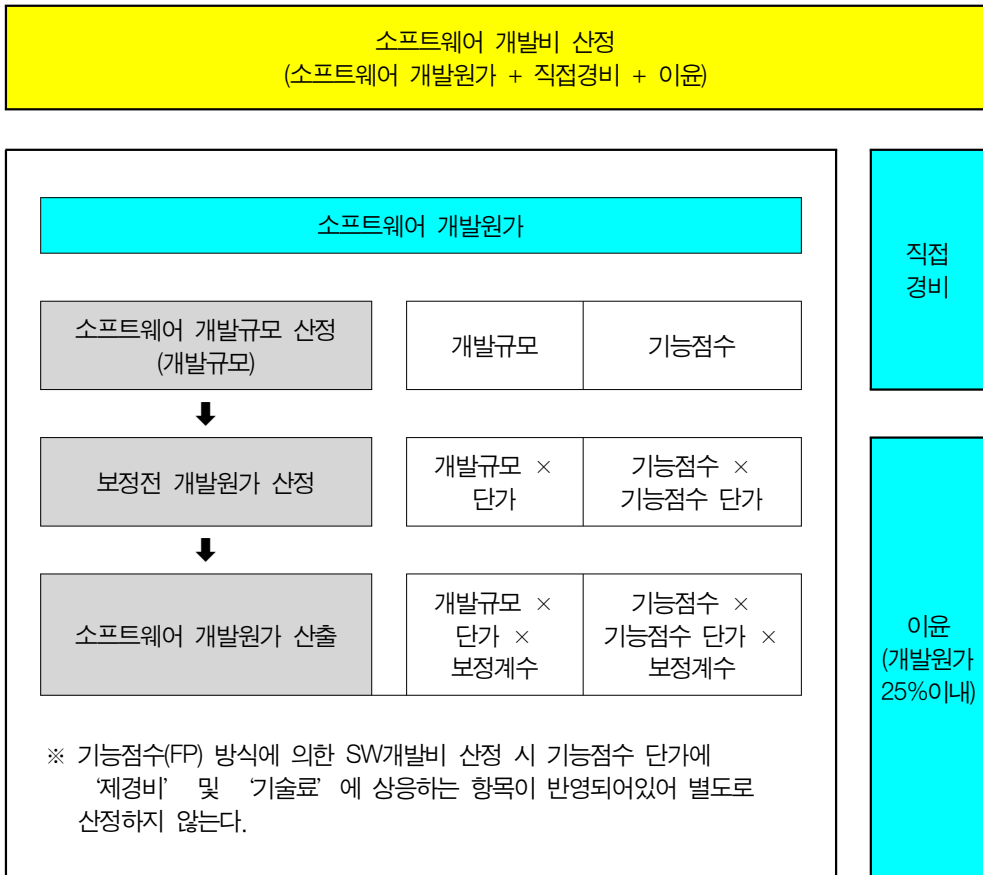 소프트웨어 개발비 산정
(소프트웨어 개발원가 + 직접경비 + 이윤)
소프트웨어 개발원가
직접
경비
소프트웨어 개발규모 산정
(개발규모)
개발규모
기능점수
보정전 개발원가 산정
개발규모 ×
단가
기능점수 ×
기능점수 단가
소프트웨어 개발원가 산출
개발규모 ×
단가 ×
보정계수
기능점수 ×
기능점수 단가 ×
보정계수
이윤
(개발원가
25%이내)
※ 기능점수(FP) 방식에 의한 SW개발비 산정 시 기능점수 단가에
‘제경비’ 및 ‘기술료’에 상응하는 항목이 반영되어있어 별도로
산정하지 않는다.